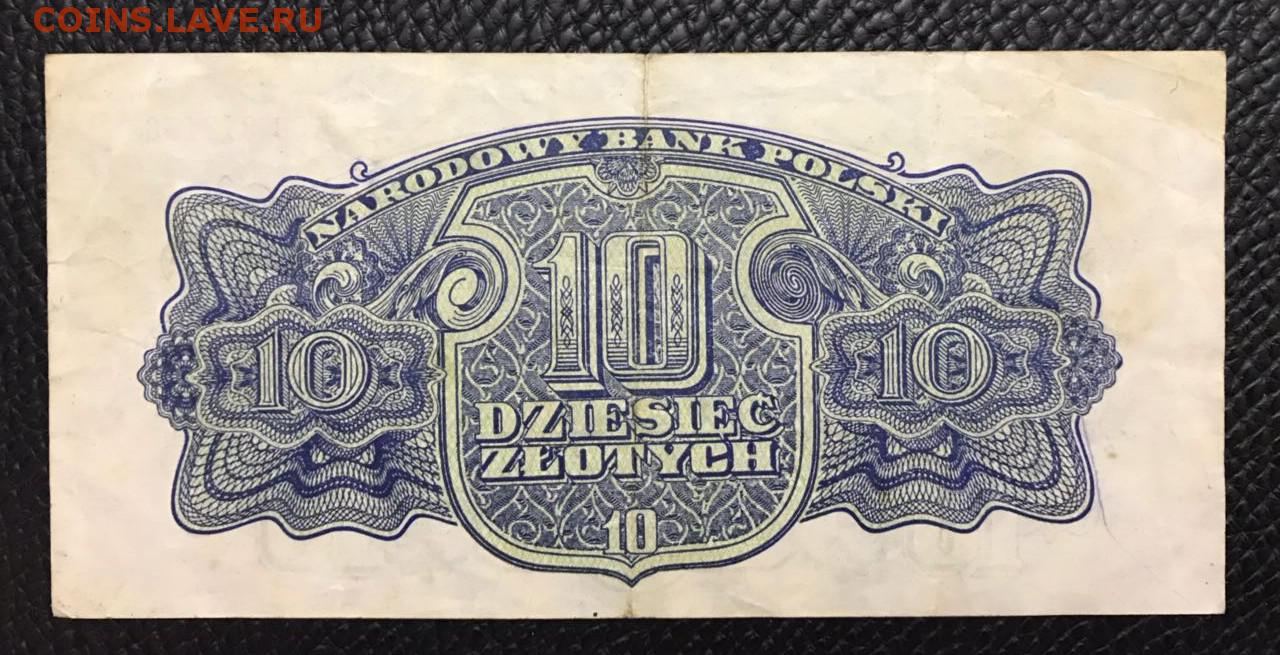 COINS.LAVE.RU
NARODOWY BANK POLSKI
10
10
10
DZIESIĘĆ
ZŁOTYCH
10